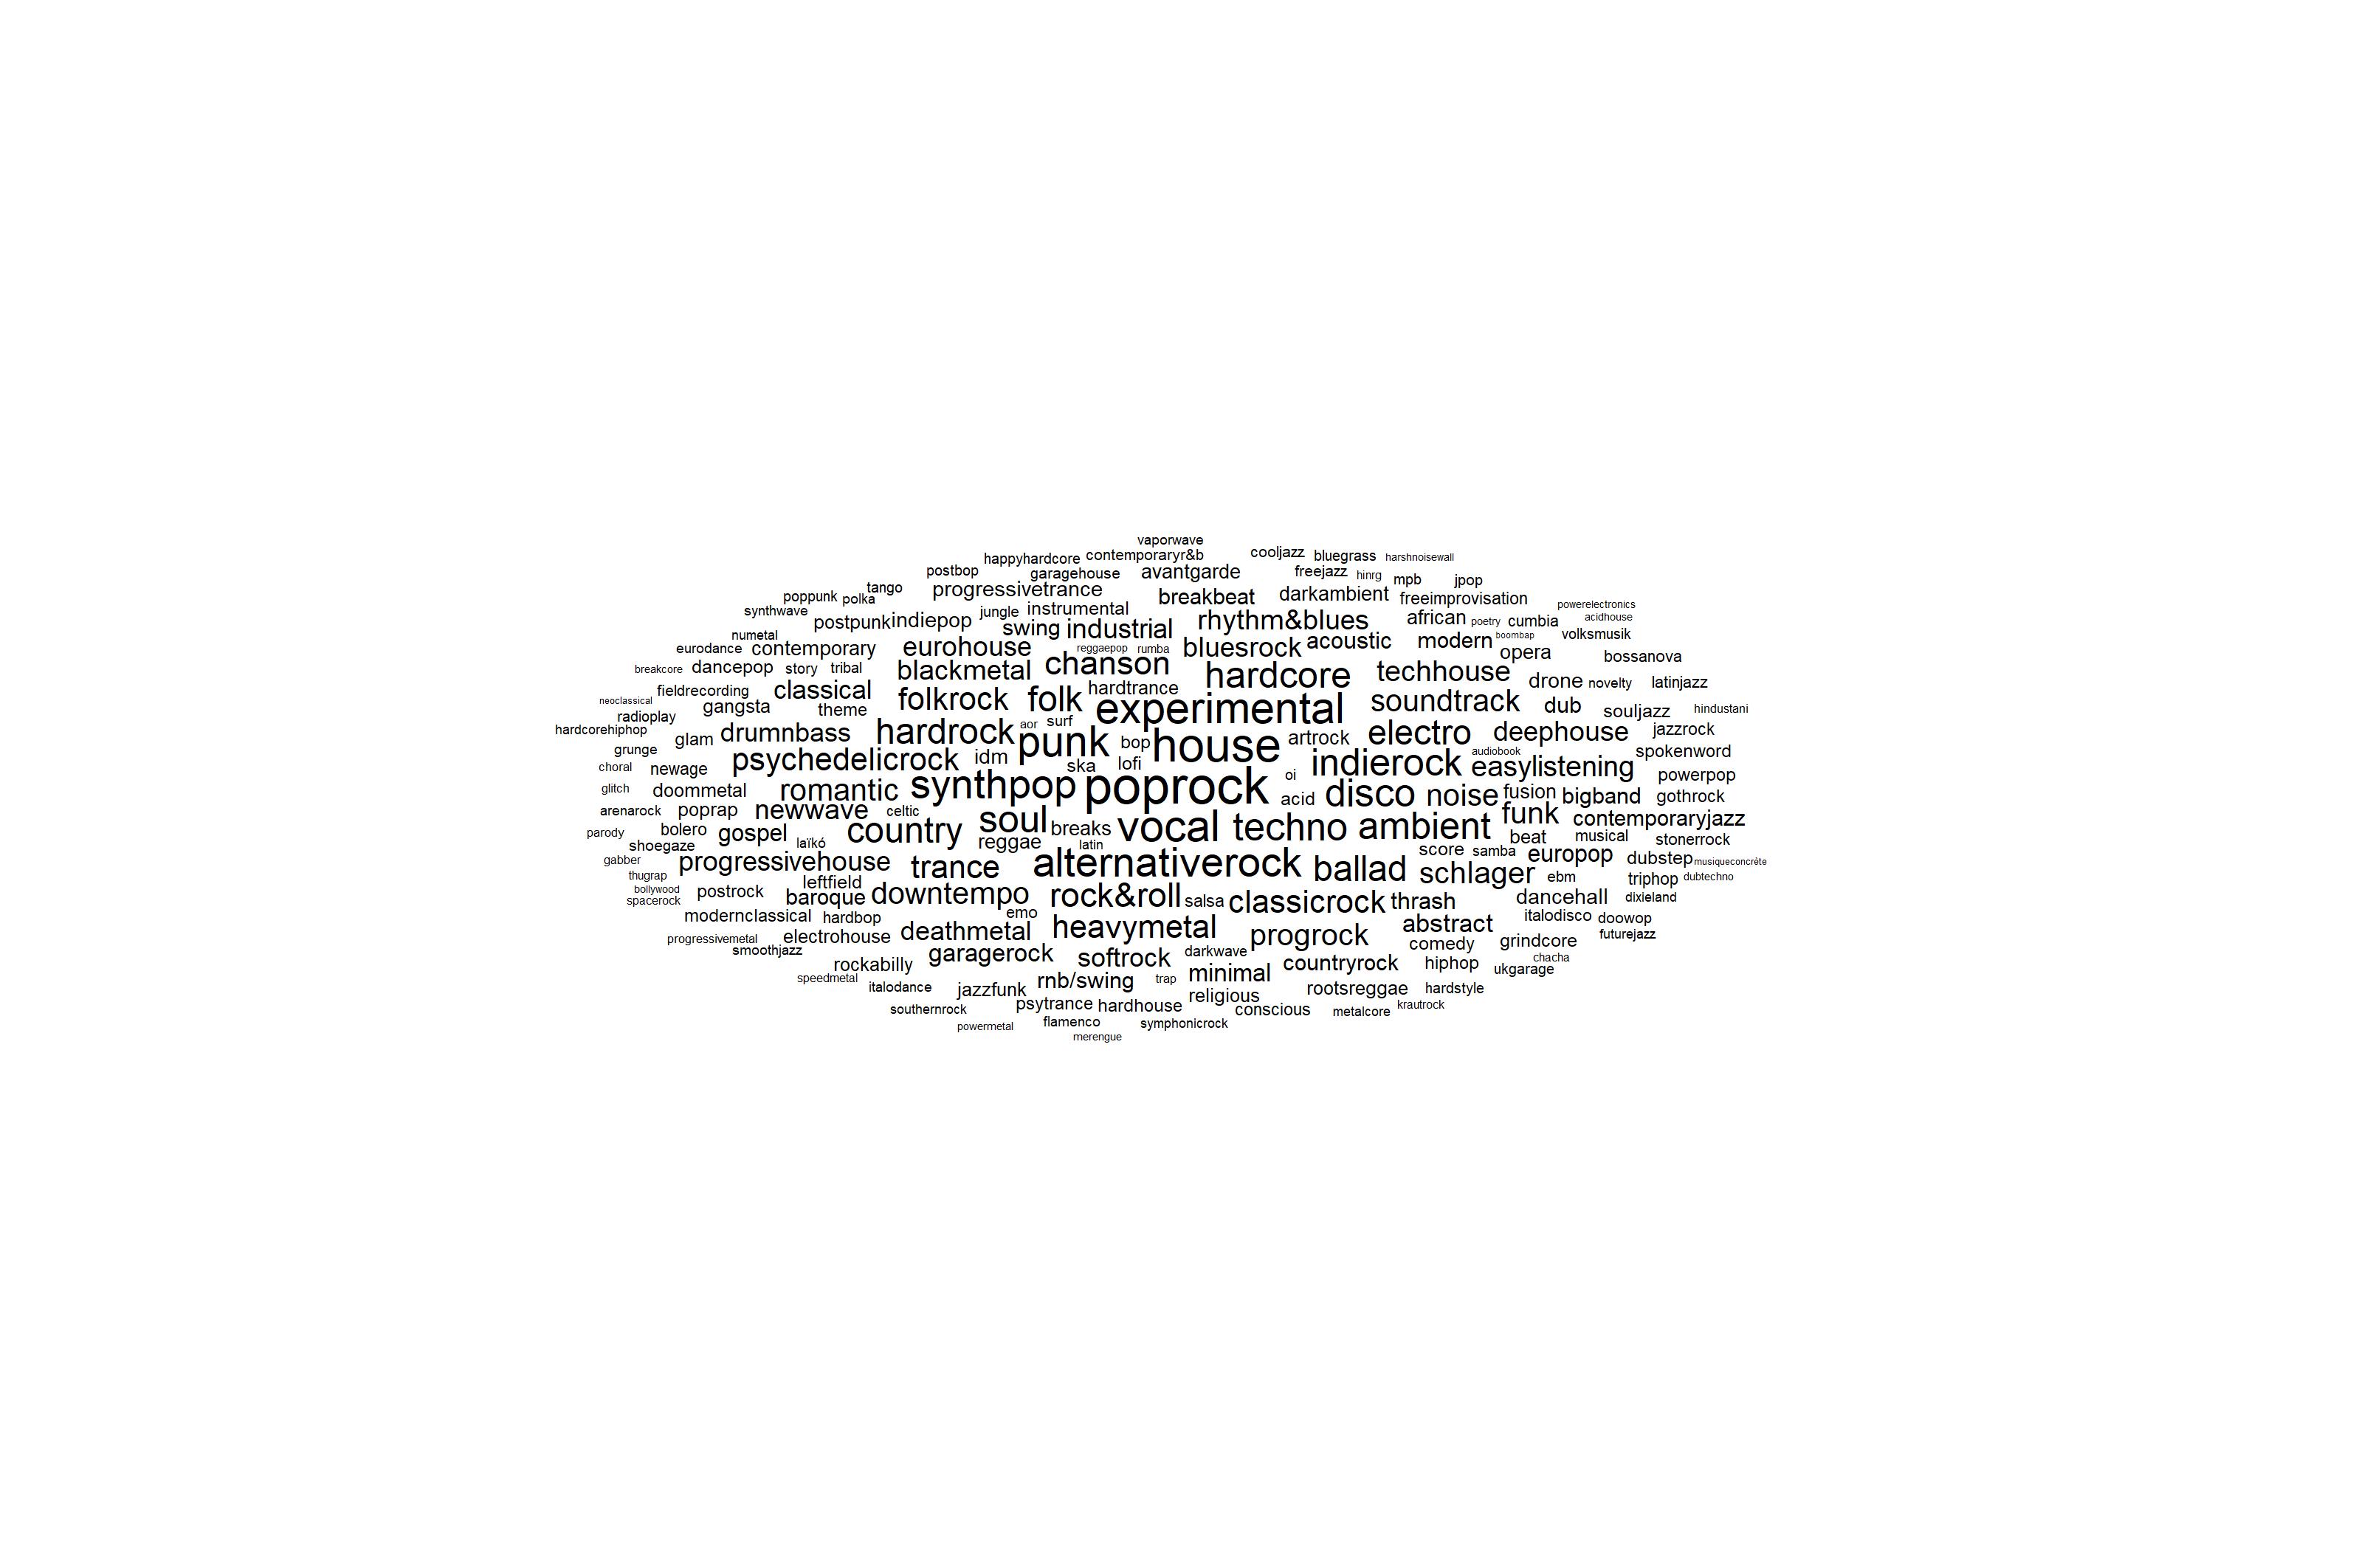 vaporwave
happyhardcore contemporaryr&b cooljazz bluegrass harshnoisewall
postbop garagehouse avantgarde freejazz hinrg mpb jpop
poppunk polka tango progressivetrance breakbeat darkambient freeimprovisation powerelectronics
synthwave postpunk indiepop jungle instrumental rhythm&blues african poetry cumbia acidhouse
numetal swing industrial bluesrock acoustic modern boombap volksmusik
eurodance contemporary eurohouse reggaepop rumba opera bossanova
breakcore dancepop story tribal blackmetal chanson hardcore techhouse drone novelty latinjazz
neoclassical fieldrecording gangsta classical folkrock folk hardtrance experimental soundtrack dub souljazz hindustani
radioplay theme
hardcorehiphop glam drumnbass hardrock aor surf punk bop house artrock electro deephouse jazzrock
grunge audiobook spokenword
choral newage psychedelicrock idm ska lofi indierock easylistening powerpop
glitch doommetal romantic synthpop poprock oi acid disco noise fusion bigband gothrock
arenarock poprap newwave celtic soul funk contemporaryjazz
parody bolero gospel laïkó country reggae breaks vocal techno ambient beat musical stonerrock
shoegaze latin score samba europop dubstep musiqueconcrète
gabber progressivehouse trance alternativerock ballad schlager ebm triphop dubtechno
thugrap leftfield
bollywood postrock baroque downtempo rock&roll salsa classicrock thrash dancehall dixieland
spacerock
modernclassical hardbop emo abstract italodisco doowop
progressivemetal electrohouse deathmetal heavymetal progrock comedy grindcore futurejazz
smoothjazz garagerock softrock darkwave chacha
rockabilly countryrock hiphop ukgarage
speedmetal italodance jazzfunk rnb/swing trap minimal religious rootsreggae hardstyle
southernrock psytrance hardhouse conscious metalcore krautrock
powermetal flamenco symphonicrock
merengue